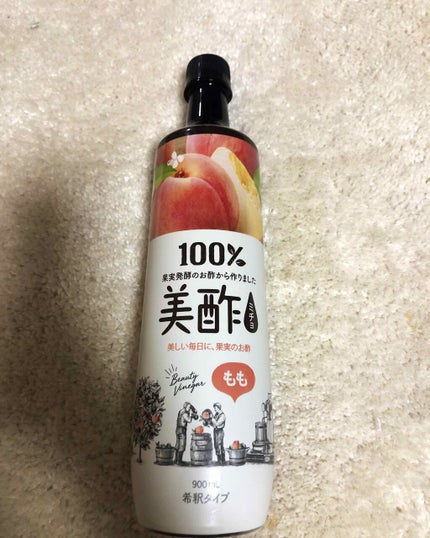 100%
果実発酵のお酢から作りました
美酢
ミチョ
美しい毎日に、果実のお酢
Beauty
Vinegar
もも
900mL
希釈タイプ